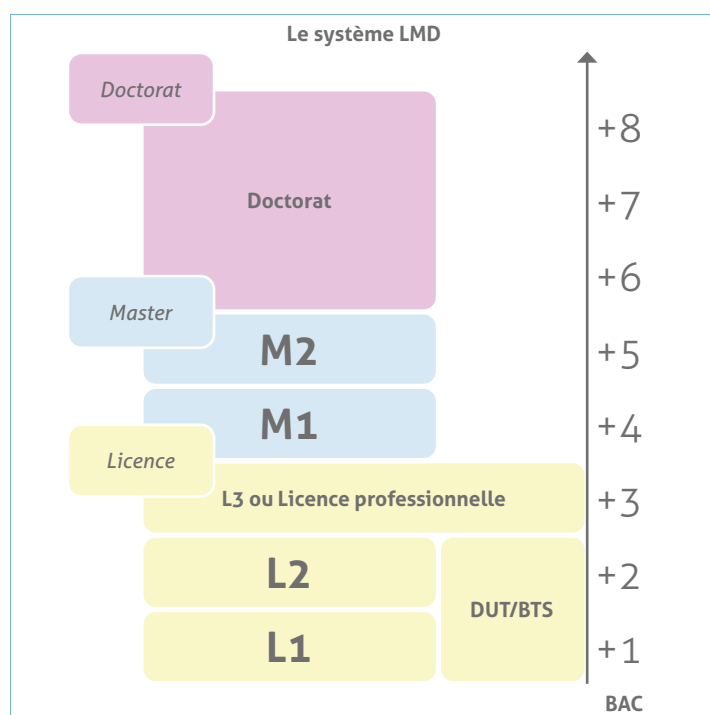 Le système LMD
Doctorat
+8
Doctorat
+7
+6
Master
M2
+5
M1
+4
Licence
L3 ou Licence professionnelle
+3
L2
+2
DUT/BTS
L1
+1
BAC